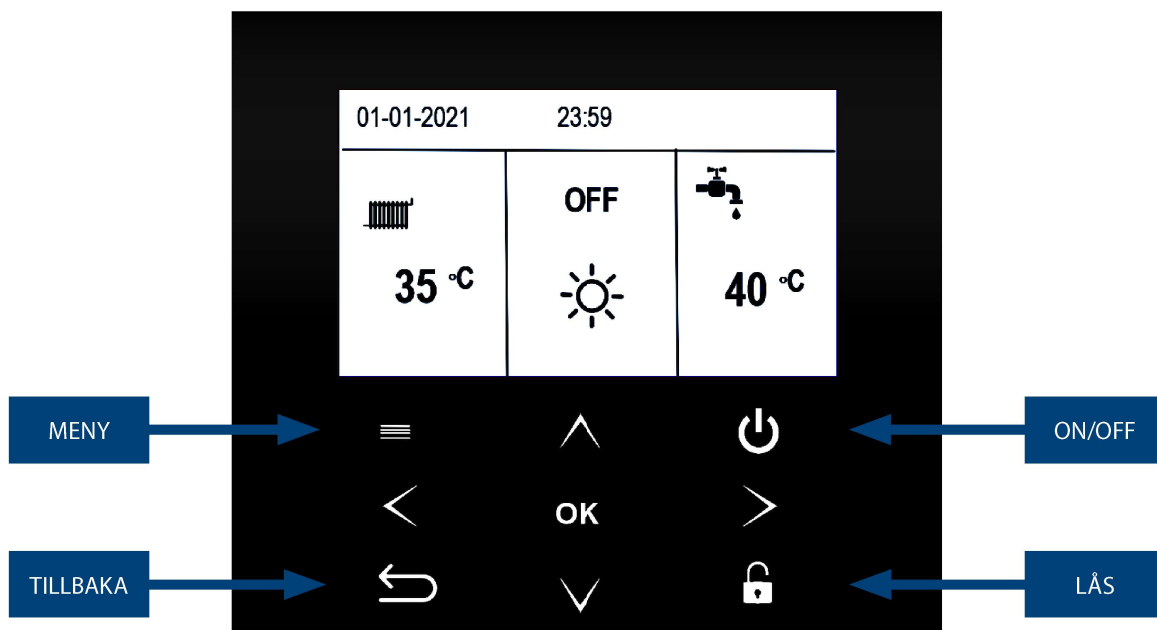 01-01-2021 23:59
OFF
35 °C
40 °C
MENY
ON/OFF
OK
TILLBAKA
LÅS